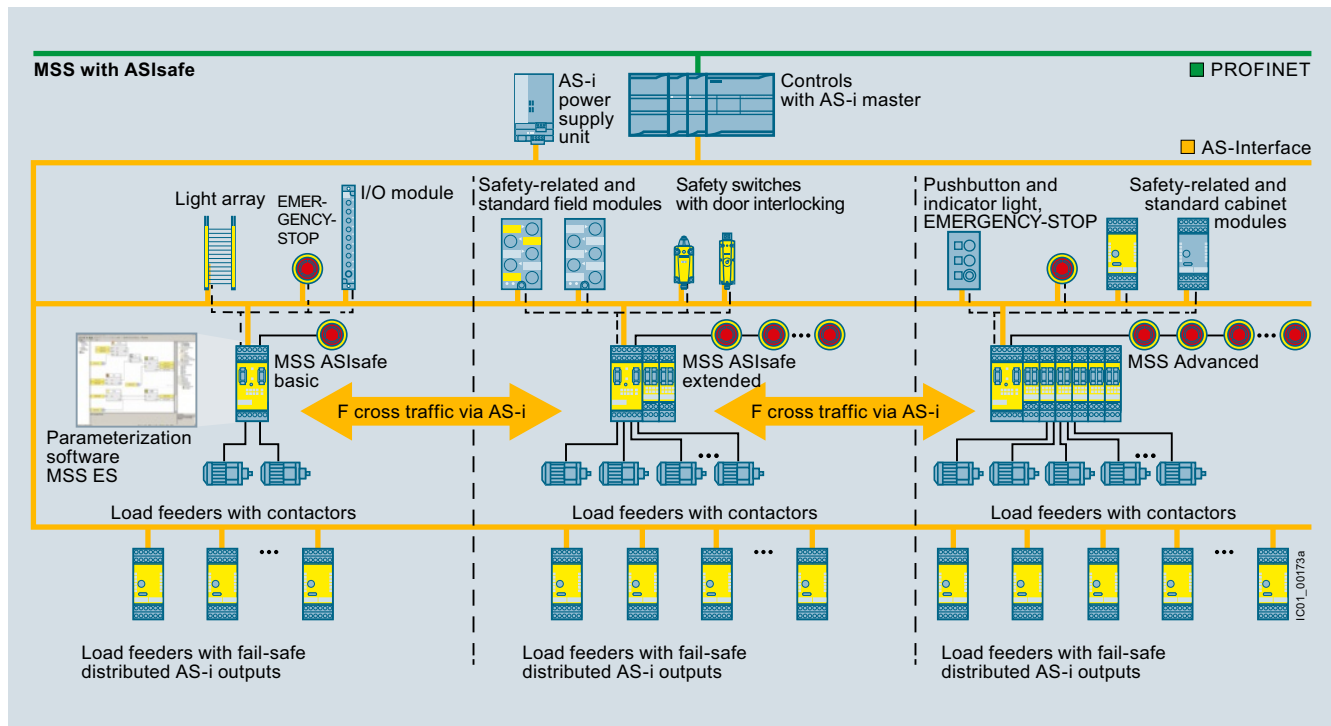 MSS with ASIsafe
PROFINET
AS-i
power
supply
unit
Controls
with AS-i master
AS-Interface
Light array
EMER-
GENCY-
STOP
I/O module
Safety-related and
standard field modules
Safety switches
with door interlocking
Pushbutton and
indicator light,
EMERGENCY-STOP
Safety-related and
standard cabinet
modules
MSS ASIsafe
basic
MSS ASIsafe
extended
MSS Advanced
F cross traffic via AS-i
F cross traffic via AS-i
Parameterization
software
MSS ES
Load feeders with contactors
Load feeders with contactors
Load feeders with contactors
IC01_00173a
Load feeders with fail-safe
distributed AS-i outputs
Load feeders with fail-safe
distributed AS-i outputs
Load feeders with fail-safe
distributed AS-i outputs